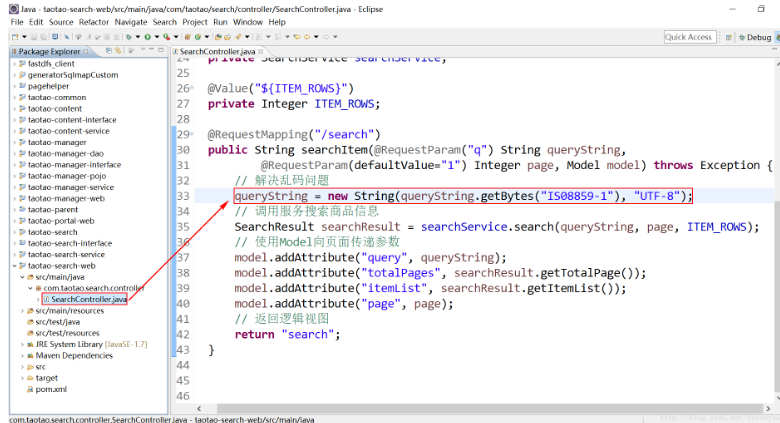 Java - taotao-search-web/src/main/java/com/taotao/search/controller/SearchController.java - Eclipse
File Edit Source Refactor Navigate Search Project Run Window Help
Quick Access
Debug
Package Explorer
SearchController.java
fastdfs_client
generatorSqlmapCustom
pagehelper
taotao-common
taotao-content
taotao-content-interface
taotao-content-service
taotao-manager
taotao-manager-dao
taotao-manager-interface
taotao-manager-pojo
taotao-manager-service
taotao-manager-web
taotao-parent
taotao-portal-web
taotao-search
taotao-search-interface
taotao-search-service
taotao-search-web
src/main/java
com.taotao.search.controller
SearchController.java
src/main/resources
src/test/java
src/test/resources
JRE System Library [JavaSE-1.7]
Maven Dependencies
src
target
pom.xml
24 private SearchService searchService;
25
26 @Value("${ITEM_ROWS}")
27 private Integer ITEM_ROWS;
28
29 @RequestMapping("/search")
30 public String searchItem(@RequestParam("q") String queryString,
31 @RequestParam(defaultValue="1") Integer page, Model model) throws Exception {
32 // 解决乱码问题
33 queryString = new String(queryString.getBytes("ISO8859-1"), "UTF-8");
34 // 调用服务搜索商品信息
35 SearchResult searchResult = searchService.search(queryString, page, ITEM_ROWS);
36 // 使用Model向页面传递参数
37 model.addAttribute("query", queryString);
38 model.addAttribute("totalPages", searchResult.getTotalPage());
39 model.addAttribute("itemList", searchResult.getItemList());
40 model.addAttribute("page", page);
41 // 返回逻辑视图
42 return "search";
43 }
44
45
46
com.taotao.search.controller.SearchController.java - taotao-search-web/src/main/java